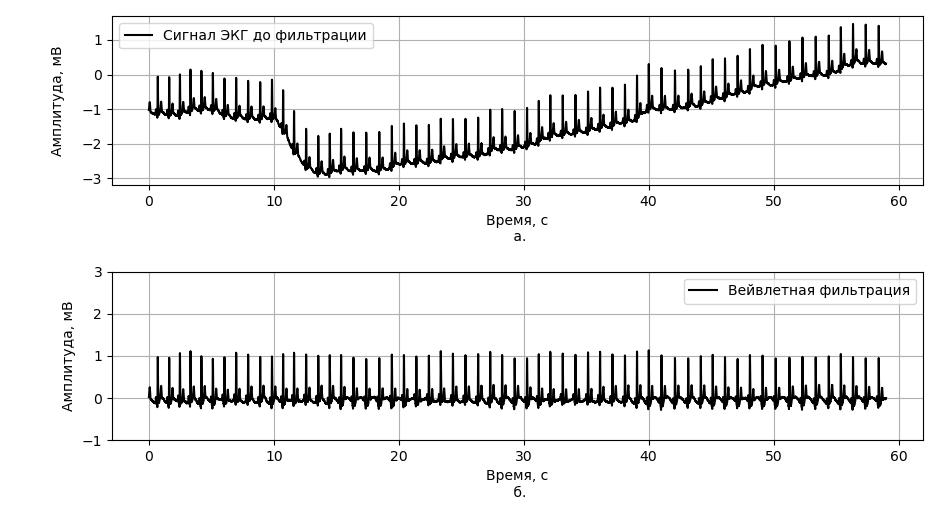 Сигнал ЭКГ до фильтрации
Амплитуда, мВ
1
0
−1
−2
−3
0 10 20 30 40 50 60
Время, с
а.
Вейвлетная фильтрация
Амплитуда, мВ
3
2
1
0
−1
0 10 20 30 40 50 60
Время, с
б.